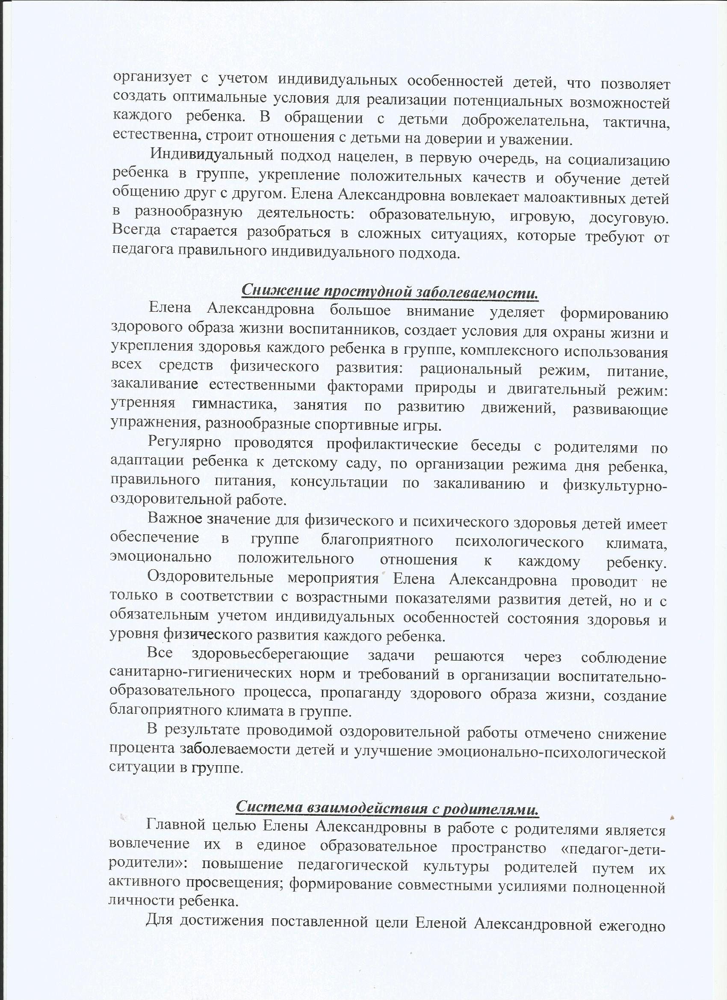 организует с учетом индивидуальных особенностей детей, что позволяет
создать оптимальные условия для реализации потенциальных возможностей
каждого ребенка. В обращении с детьми доброжелательна, тактична,
естественна, строит отношения с детьми на доверии и уважении.
Индивидуальный подход нацелен, в первую очередь, на социализацию
ребенка в группе, укрепление положительных качеств и обучение детей
общению друг с другом. Елена Александровна вовлекает малоактивных детей
в разнообразную деятельность: образовательную, игровую, досуговую.
Всегда старается разобраться в сложных ситуациях, которые требуют от
педагога правильного индивидуального подхода.
Снижение простудной заболеваемости.
Елена Александровна большое внимание уделяет формированию
здорового образа жизни воспитанников, создает условия для охраны жизни и
укрепления здоровья каждого ребенка в группе, комплексного использования
всех средств физического развития: рациональный режим, питание,
закаливание естественными факторами природы и двигательный режим:
утренняя гимнастика, занятия по развитию движений, развивающие
упражнения, разнообразные спортивные игры.
Регулярно проводятся профилактические беседы с родителями по
адаптации ребенка к детскому саду, по организации режима дня ребенка,
правильного питания, консультации по закаливанию и физкультурно-
оздоровительной работе.
Важное значение для физического и психического здоровья детей имеет
обеспечение в группе благоприятного психологического климата,
эмоционально положительного отношения к каждому ребенку.
Оздоровительные мероприятия Елена Александровна проводит не
только в соответствии с возрастными показателями развития детей, но и с
обязательным учетом индивидуальных особенностей состояния здоровья и
уровня физического развития каждого ребенка.
Все здоровьесберегающие задачи решаются через соблюдение
санитарно-гигиенических норм и требований в организации воспитательно-
образовательного процесса, пропаганду здорового образа жизни, создание
благоприятного климата в группе.
В результате проводимой оздоровительной работы отмечено снижение
процента заболеваемости детей и улучшение эмоционально-психологической
ситуации в группе.
Система взаимодействия с родителями.
Главной целью Елены Александровны в работе с родителями является
вовлечение их в единое образовательное пространство «педагог-дети-
родители»: повышение педагогической культуры родителей путем их
активного просвещения; формирование совместными усилиями полноценной
личности ребенка.
Для достижения поставленной цели Еленой Александровной ежегодно